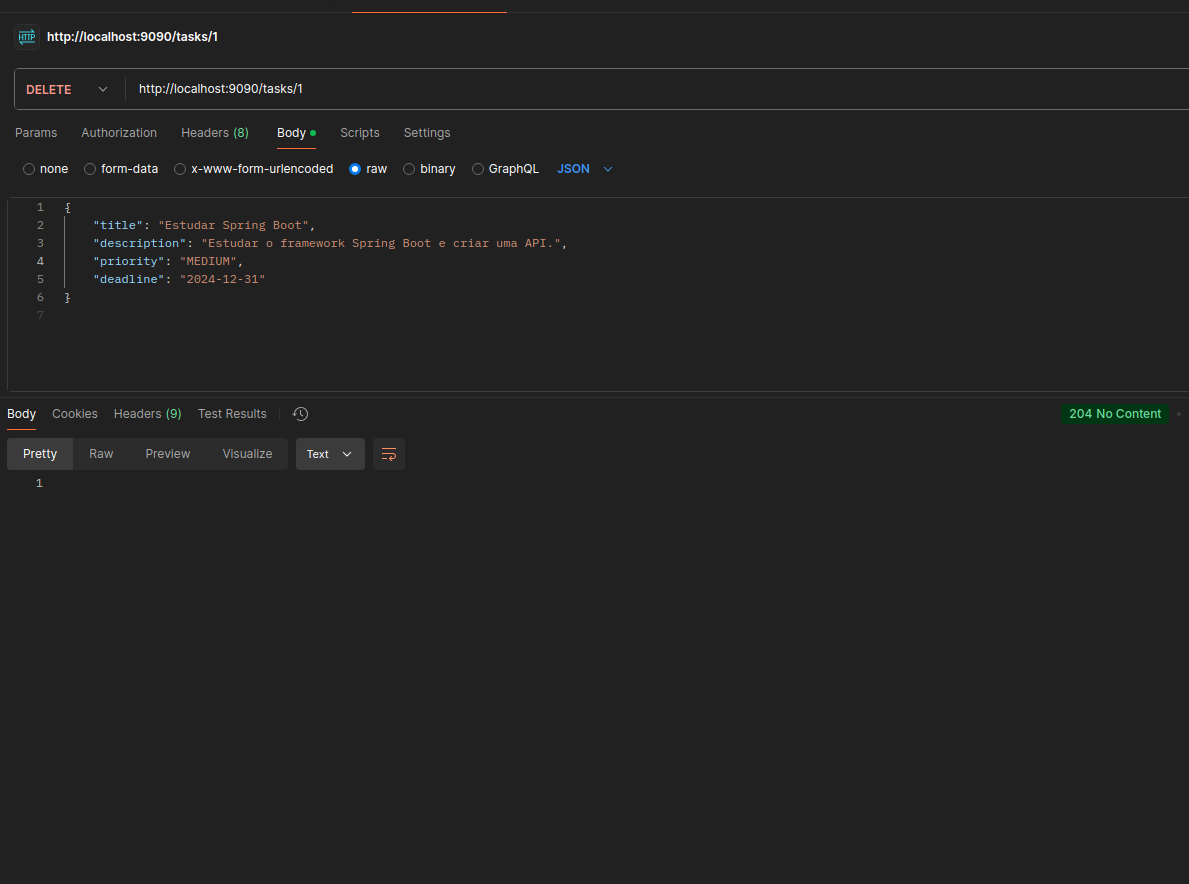 HTTP http://localhost:9090/tasks/1
DELETE http://localhost:9090/tasks/1
Params Authorization Headers (8) Body Scripts Settings
none form-data x-www-form-urlencoded raw binary GraphQL JSON
1 {
2 "title": "Estudar Spring Boot",
3 "description": "Estudar o framework Spring Boot e criar uma API.",
4 "priority": "MEDIUM",
5 "deadline": "2024-12-31"
6 }
7
Body Cookies Headers (9) Test Results 204 No Content
Pretty Raw Preview Visualize Text
1